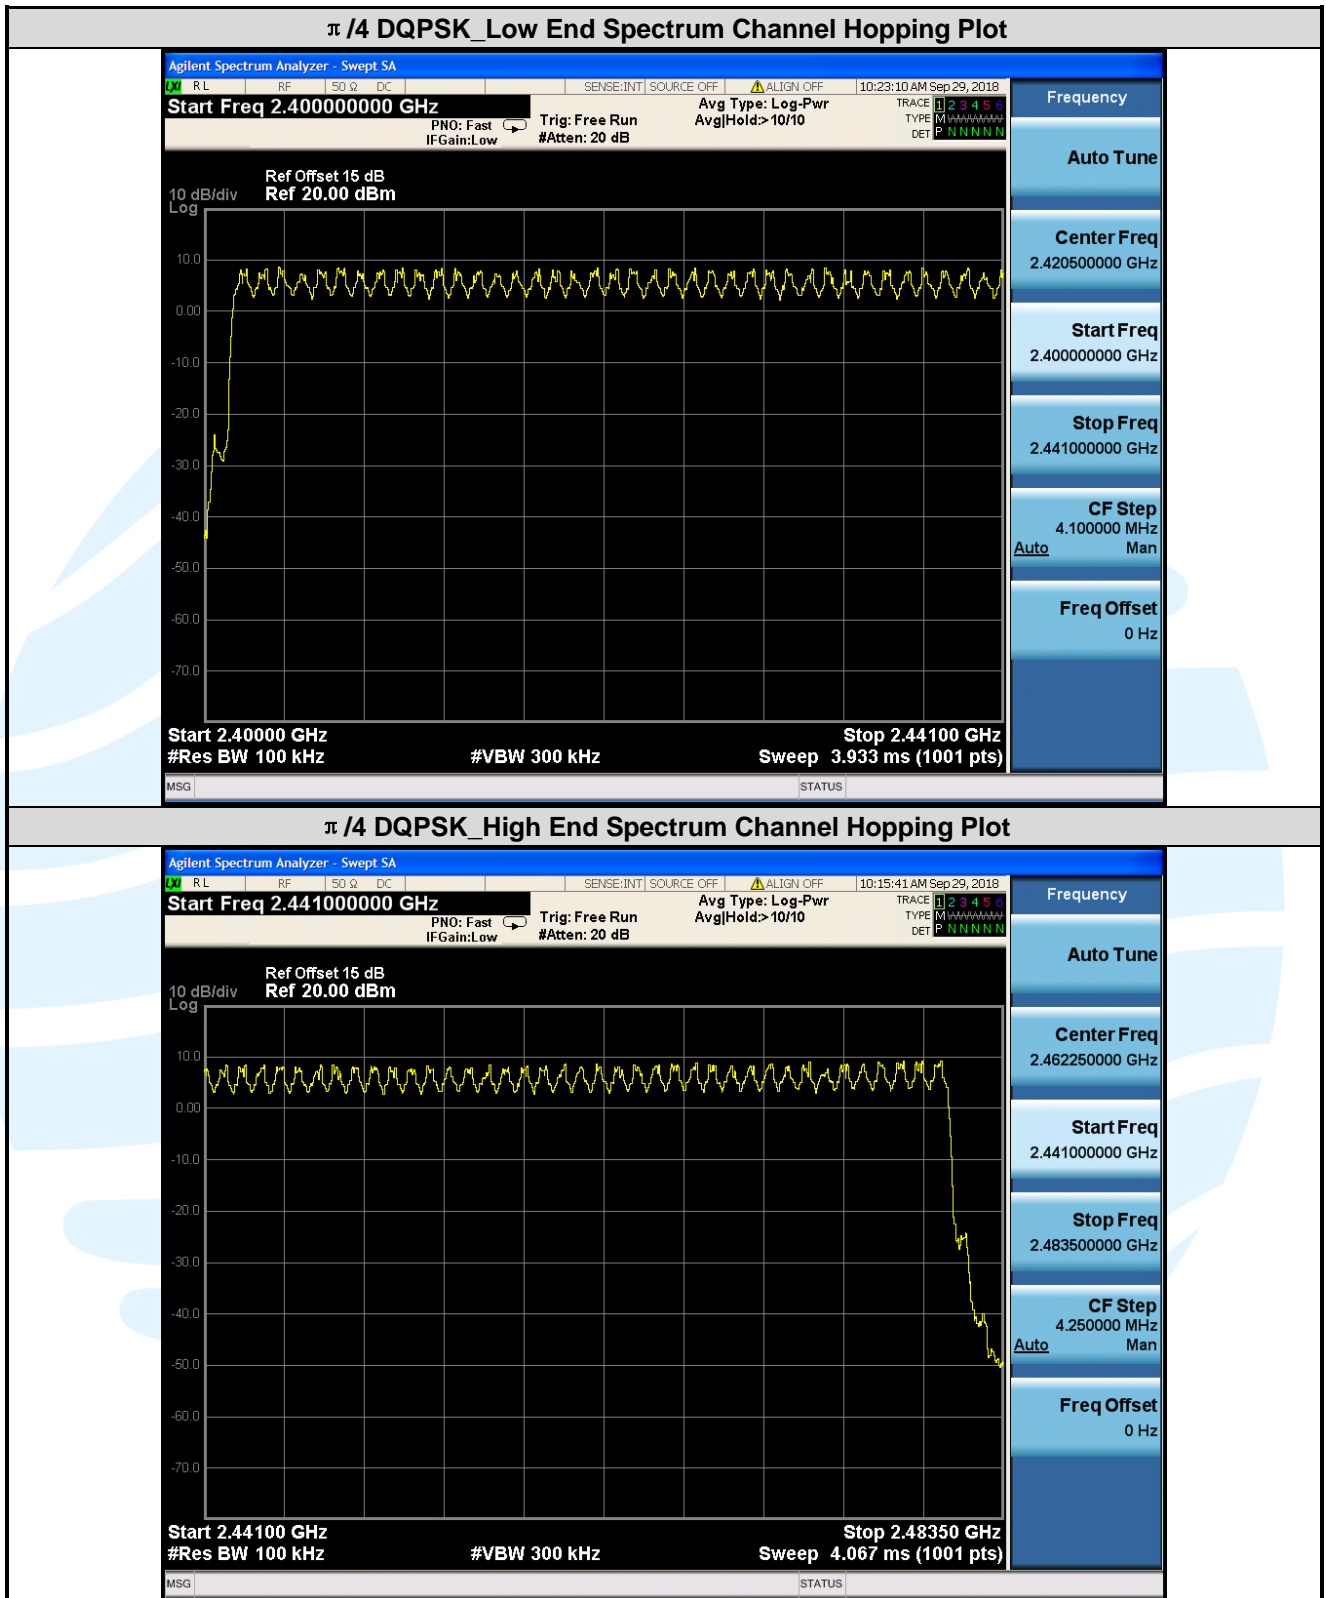 π/4 DQPSK_Low End Spectrum Channel Hopping Plot
Agilent Spectrum Analyzer - Swept SA
LXI RL RF 50 Ω DC SENSE:INT SOURCE OFF ALIGN OFF 10:23:10 AM Sep 29, 2018
Start Freq 2.400000000 GHz
PNO: Fast
IFGain:Low
Trig: Free Run
#Atten: 20 dB
Avg Type: Log-Pwr
Avg|Hold:>10/10
TRACE 1 2 3 4 5 6
TYPE M
DET P N N N N N
Frequency
Auto Tune
Center Freq
2.420500000 GHz
Start Freq
2.400000000 GHz
Stop Freq
2.441000000 GHz
CF Step
4.100000 MHz
Auto Man
Freq Offset
0 Hz
Ref Offset 15 dB
10 dB/div Ref 20.00 dBm
Log
10.0
0.00
-10.0
-20.0
-30.0
-40.0
-50.0
-60.0
-70.0
Start 2.40000 GHz Stop 2.44100 GHz
#Res BW 100 kHz #VBW 300 kHz Sweep 3.933 ms (1001 pts)
MSG STATUS
π/4 DQPSK_High End Spectrum Channel Hopping Plot
Agilent Spectrum Analyzer - Swept SA
LXI RL RF 50 Ω DC SENSE:INT SOURCE OFF ALIGN OFF 10:15:41 AM Sep 29, 2018
Start Freq 2.441000000 GHz
PNO: Fast
IFGain:Low
Trig: Free Run
#Atten: 20 dB
Avg Type: Log-Pwr
Avg|Hold:>10/10
TRACE 1 2 3 4 5 6
TYPE M
DET P N N N N N
Frequency
Auto Tune
Center Freq
2.462250000 GHz
Start Freq
2.441000000 GHz
Stop Freq
2.483500000 GHz
CF Step
4.250000 MHz
Auto Man
Freq Offset
0 Hz
Ref Offset 15 dB
10 dB/div Ref 20.00 dBm
Log
10.0
0.00
-10.0
-20.0
-30.0
-40.0
-50.0
-60.0
-70.0
Start 2.44100 GHz Stop 2.48350 GHz
#Res BW 100 kHz #VBW 300 kHz Sweep 4.067 ms (1001 pts)
MSG STATUS